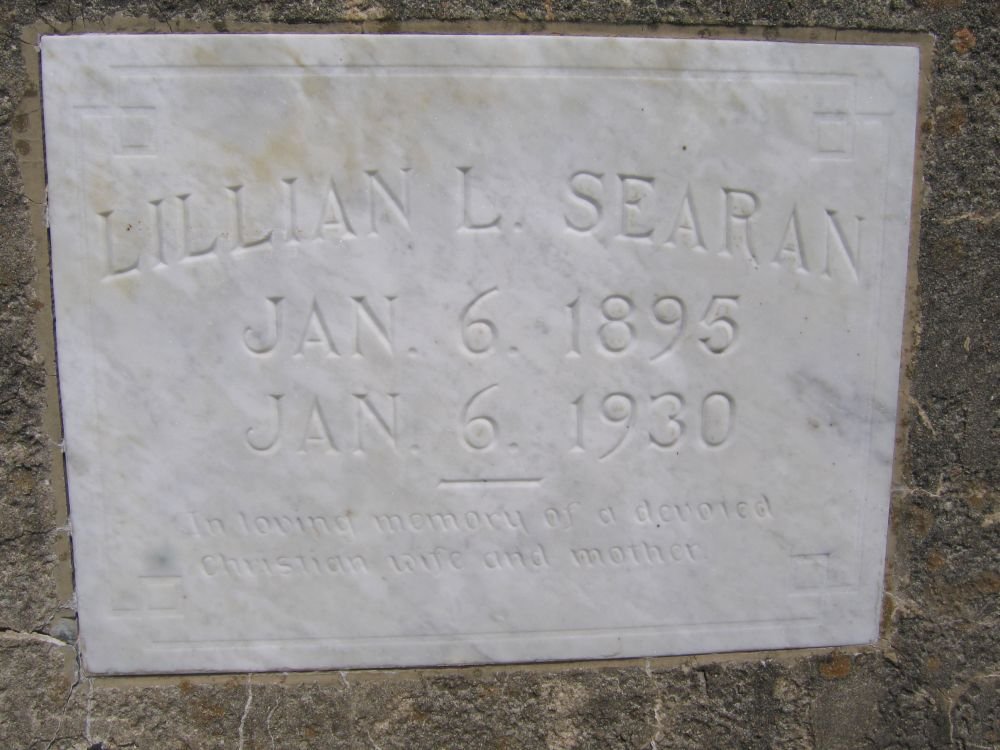 LILLIAN L. SEARAN
JAN. 6. 1895
JAN. 6. 1930
In loving memory of a devoted
Christian wife and mother.